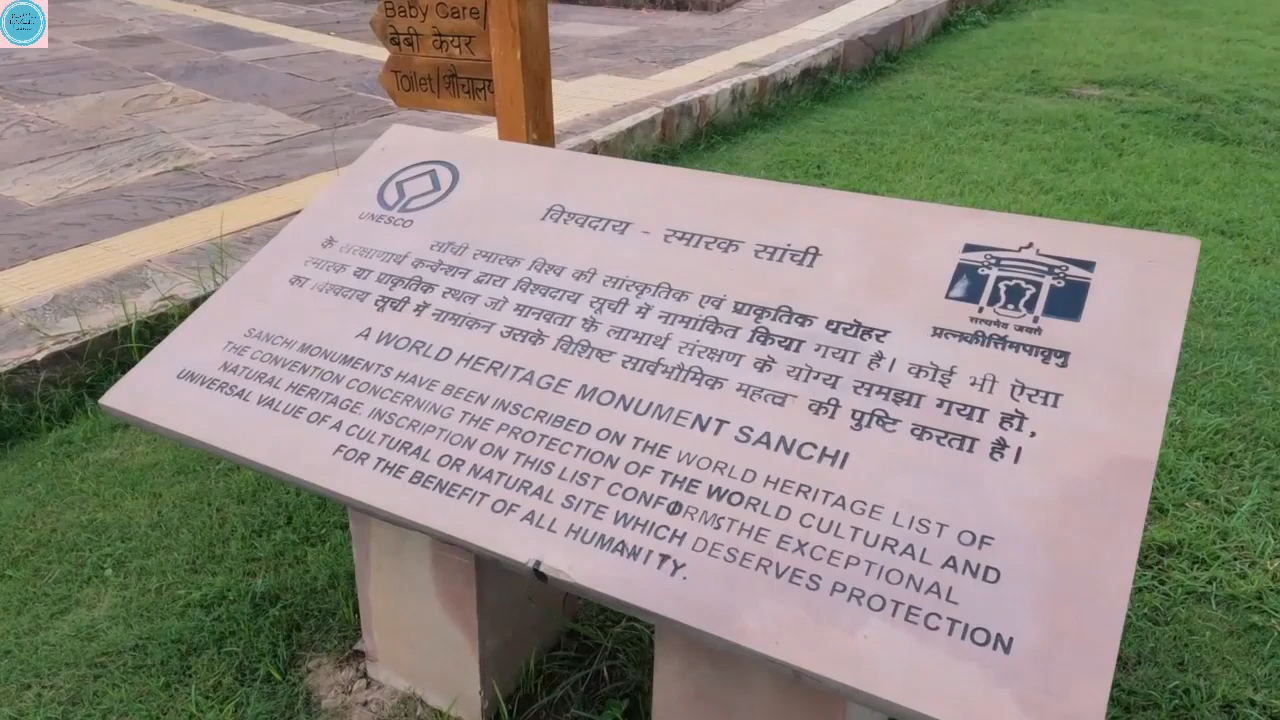 Baby Care/
बेबी केयर
Toilet/शौचालय
UNESCO
विश्वदाय - स्मारक सांची
साँची स्मारक विश्व की सांस्कृतिक एवं प्राकृतिक धरोहर
के संरक्षाणार्थ कन्वेन्शन द्वारा विश्वदाय सूची में नामांकित किया गया है। कोई भी ऐसा
स्मारक या प्राकृतिक स्थल जो मानवता के लाभार्थ संरक्षण के योग्य समझा गया हो,
का विश्वदाय सूची में नामांकन उसके विशिष्ट सार्वभौमिक महत्व की पुष्टि करता है।
सत्यमेव जयते
प्रत्नकीर्त्तिमपावृणु
A WORLD HERITAGE MONUMENT SANCHI
SANCHI MONUMENTS HAVE BEEN INSCRIBED ON THE WORLD HERITAGE LIST OF
THE CONVENTION CONCERNING THE PROTECTION OF THE WORLD CULTURAL AND
NATURAL HERITAGE. INSCRIPTION ON THIS LIST CONFORMS THE EXCEPTIONAL
UNIVERSAL VALUE OF A CULTURAL OR NATURAL SITE WHICH DESERVES PROTECTION
FOR THE BENEFIT OF ALL HUMANITY.